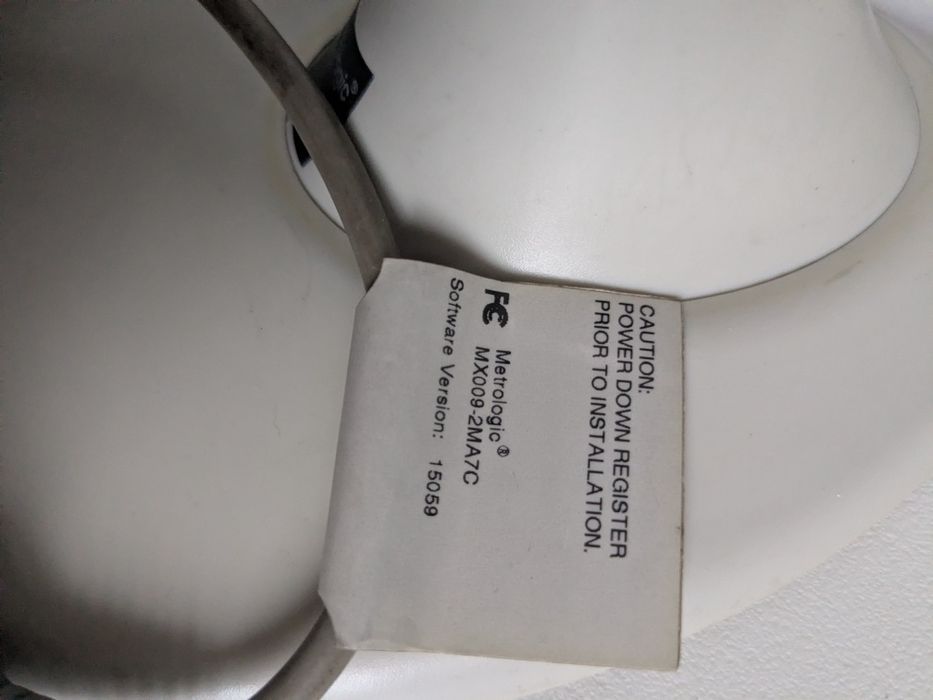 CAUTION:
POWER DOWN REGISTER
PRIOR TO INSTALLATION.
FC Metrologic®
MX009-2MA7C
Software Version: 15059